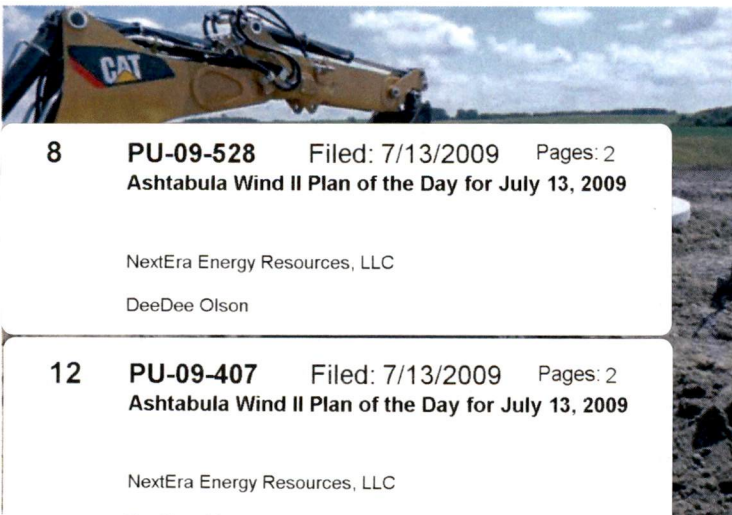 CAT
8 PU-09-528 Filed: 7/13/2009 Pages: 2
Ashtabula Wind II Plan of the Day for July 13, 2009
NextEra Energy Resources, LLC
DeeDee Olson
12 PU-09-407 Filed: 7/13/2009 Pages: 2
Ashtabula Wind II Plan of the Day for July 13, 2009
NextEra Energy Resources, LLC